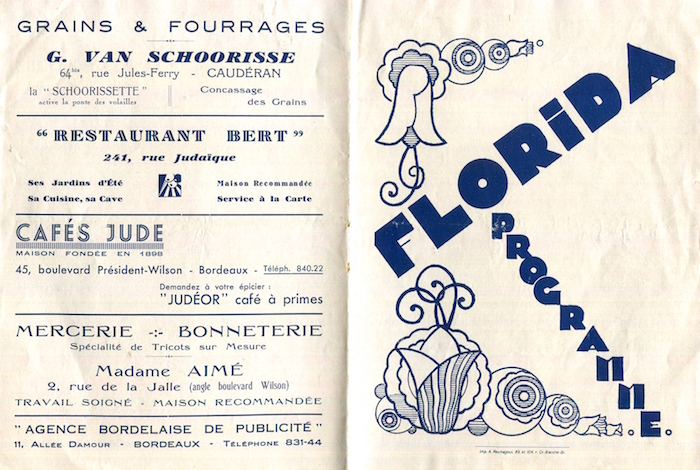 GRAINS & FOURRAGES
G. VAN SCHOORISSE
64bis, rue Jules-Ferry - CAUDÉRAN
la "SCHOORISSETTE"
active la ponte des volailles
Concassage
des Grains
"RESTAURANT BERT"
241, rue Judaïque
Ses Jardins d'Été
Sa Cuisine, sa Cave
Maison Recommandée
Service à la Carte
CAFÉS JUDE
MAISON FONDÉE EN 1898
45, boulevard Président-Wilson - Bordeaux - Téléph. 840.22
Demandez à votre épicier :
"JUDÉOR" café à primes
MERCERIE -:- BONNETERIE
Spécialité de Tricots sur Mesure
Madame AIMÉ
2, rue de la Jalle (angle boulevard Wilson)
TRAVAIL SOIGNÉ - MAISON RECOMMANDÉE
"AGENCE BORDELAISE DE PUBLICITÉ"
11, ALLÉE DAMOUR - BORDEAUX - TÉLÉPHONE 831-44
FLORiDA
PROGRAMME.E.